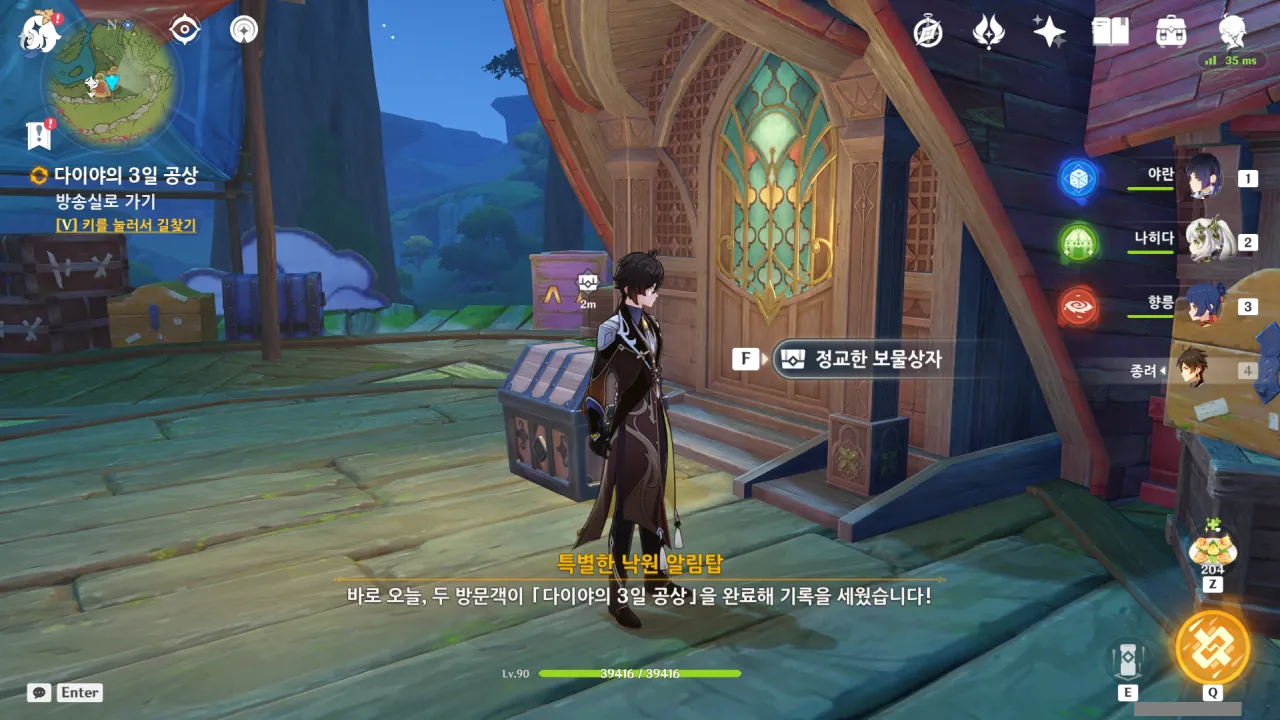 N
35 ms
다이야의 3일 공상
방송실로 가기
[V] 키를 눌러서 길찾기
야란 1
나히다 2
향릉 3
종려 4
2m
F 정교한 보물상자
특별한 낙원 알림탑
바로 오늘, 두 방문객이 「다이야의 3일 공상」을 완료해 기록을 세웠습니다!
204
Z
Lv.90 39416 / 39416
Enter
E
Q